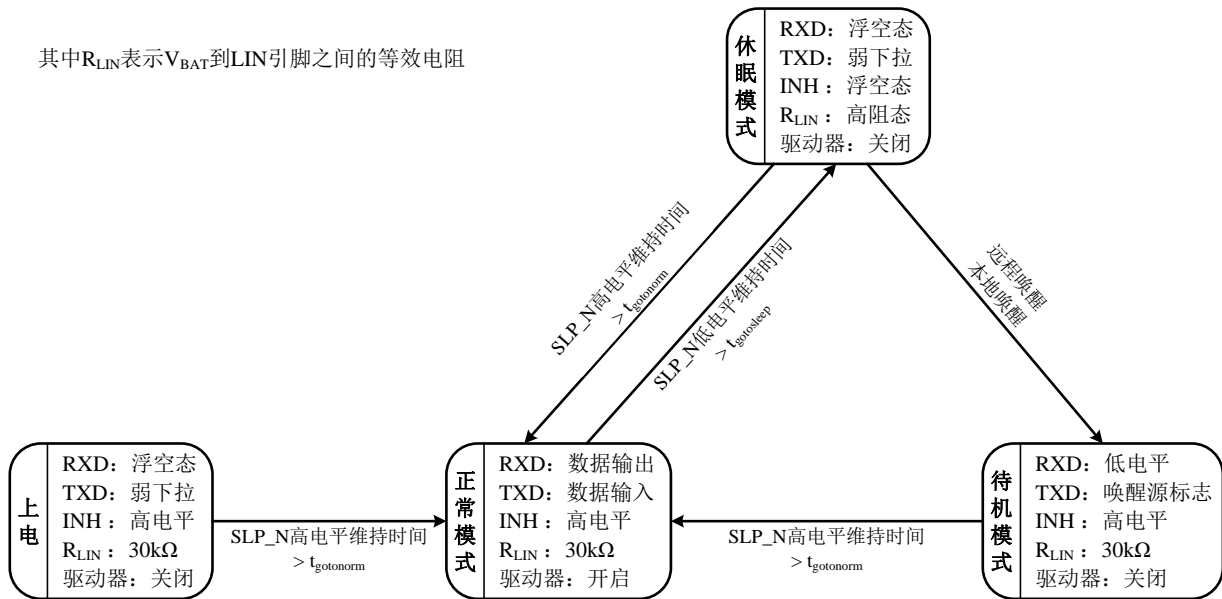 其中RLIN表示VBAT到LIN引脚之间的等效电阻
休眠模式
RXD：浮空态
TXD：弱下拉
INH：浮空态
RLIN：高阻态
驱动器：关闭
SLP_N高电平维持时间
> tgotonorm
SLP_N低电平维持时间
> tgotosleep
远程唤醒
本地唤醒
上电
RXD：浮空态
TXD：弱下拉
INH：高电平
RLIN：30kΩ
驱动器：关闭
SLP_N高电平维持时间
> tgotonorm
正常模式
RXD：数据输出
TXD：数据输入
INH：高电平
RLIN：30kΩ
驱动器：开启
SLP_N高电平维持时间
> tgotonorm
待机模式
RXD：低电平
TXD：唤醒源标志
INH：高电平
RLIN：30kΩ
驱动器：关闭